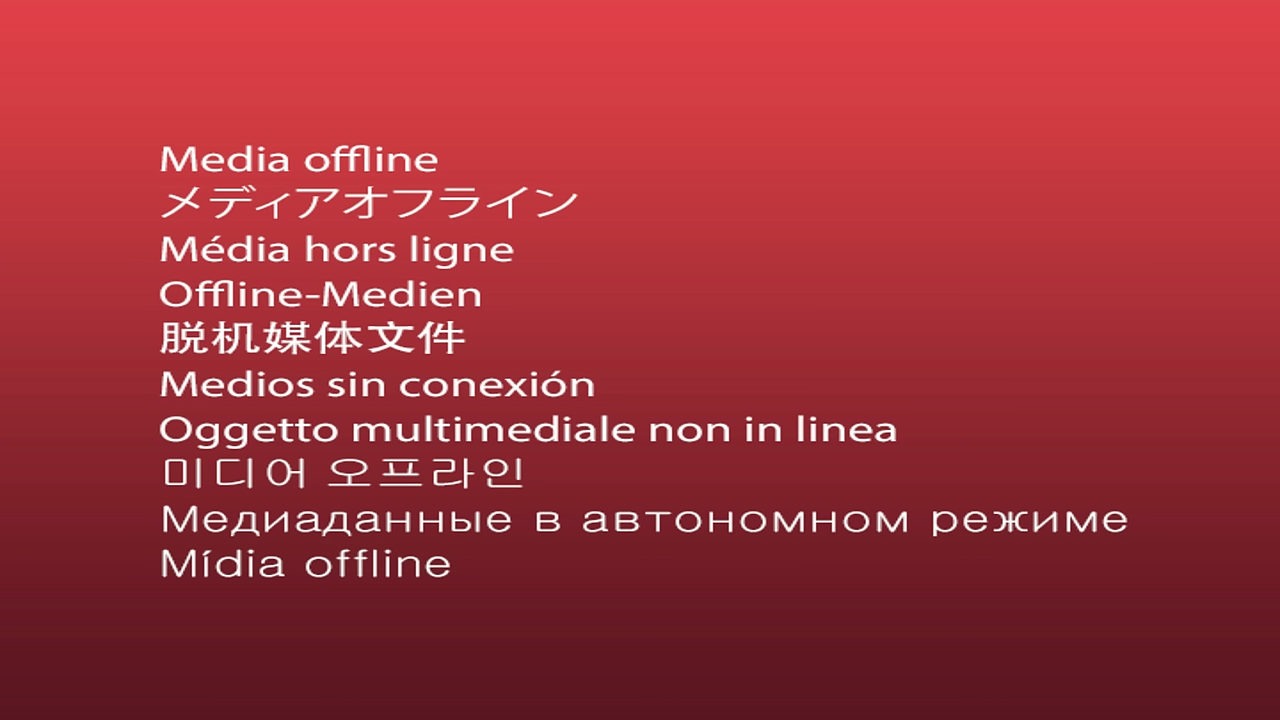 Media offline
メディアオフライン
Média hors ligne
Offline-Medien
脱机媒体文件
Medios sin conexión
Oggetto multimediale non in linea
미디어 오프라인
Медиаданные в автономном режиме
Mídia offline